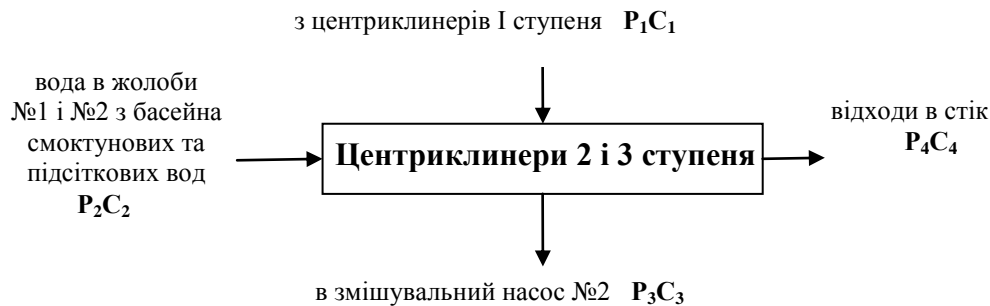 з центриклинерів І ступеня P₁C₁
вода в жолоби
№1 і №2 з басейна
смоктунових та
підсіткових вод
P₂C₂
Центриклинери 2 і 3 ступеня
відходи в стік
P₄C₄
в змішувальний насос №2 P₃C₃